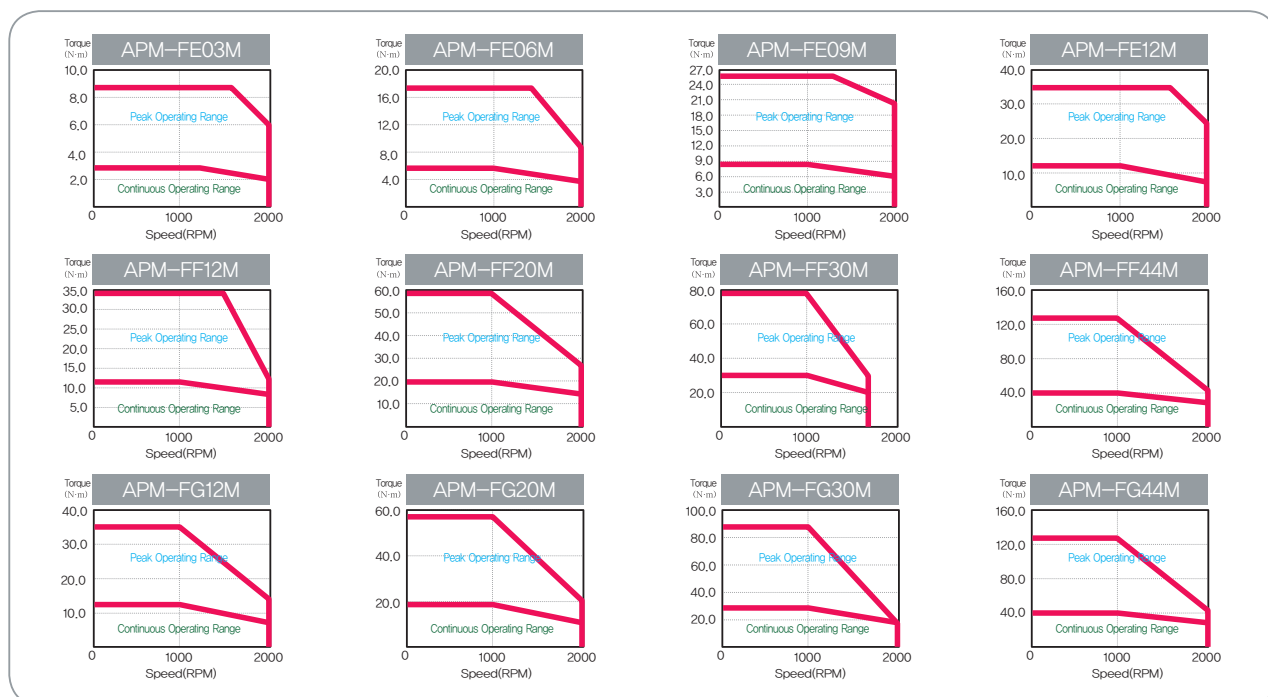 Torque
(N·m)
APM-FE03M
10,0
8,0
6,0
4,0
2,0
Peak Operating Range
Continuous Operating Range
0
1000
2000
Speed(RPM)
Torque
(N·m)
APM-FE06M
20,0
16,0
12,0
8,0
4,0
Peak Operating Range
Continuous Operating Range
0
1000
2000
Speed(RPM)
Torque
(N·m)
APM-FE09M
27,0
24,0
21,0
18,0
15,0
12,0
9,0
6,0
3,0
Peak Operating Range
Continuous Operating Range
0
1000
2000
Speed(RPM)
Torque
(N·m)
APM-FE12M
40,0
30,0
20,0
10,0
Peak Operating Range
Continuous Operating Range
0
1000
2000
Speed(RPM)
Torque
(N·m)
APM-FF12M
35,0
30,0
25,0
20,0
15,0
10,0
5,0
Peak Operating Range
Continuous Operating Range
0
1000
2000
Speed(RPM)
Torque
(N·m)
APM-FF20M
60,0
50,0
40,0
30,0
20,0
10,0
Peak Operating Range
Continuous Operating Range
0
1000
2000
Speed(RPM)
Torque
(N·m)
APM-FF30M
80,0
60,0
40,0
20,0
Peak Operating Range
Continuous Operating Range
0
1000
2000
Speed(RPM)
Torque
(N·m)
APM-FF44M
160,0
120,0
80,0
40,0
Peak Operating Range
Continuous Operating Range
0
1000
2000
Speed(RPM)
Torque
(N·m)
APM-FG12M
40,0
30,0
20,0
10,0
Peak Operating Range
Continuous Operating Range
0
1000
2000
Speed(RPM)
Torque
(N·m)
APM-FG20M
60,0
40,0
20,0
Peak Operating Range
Continuous Operating Range
0
1000
2000
Speed(RPM)
Torque
(N·m)
APM-FG30M
100,0
80,0
60,0
40,0
20,0
Peak Operating Range
Continuous Operating Range
0
1000
2000
Speed(RPM)
Torque
(N·m)
APM-FG44M
160,0
120,0
80,0
40,0
Peak Operating Range
Continuous Operating Range
0
1000
2000
Speed(RPM)